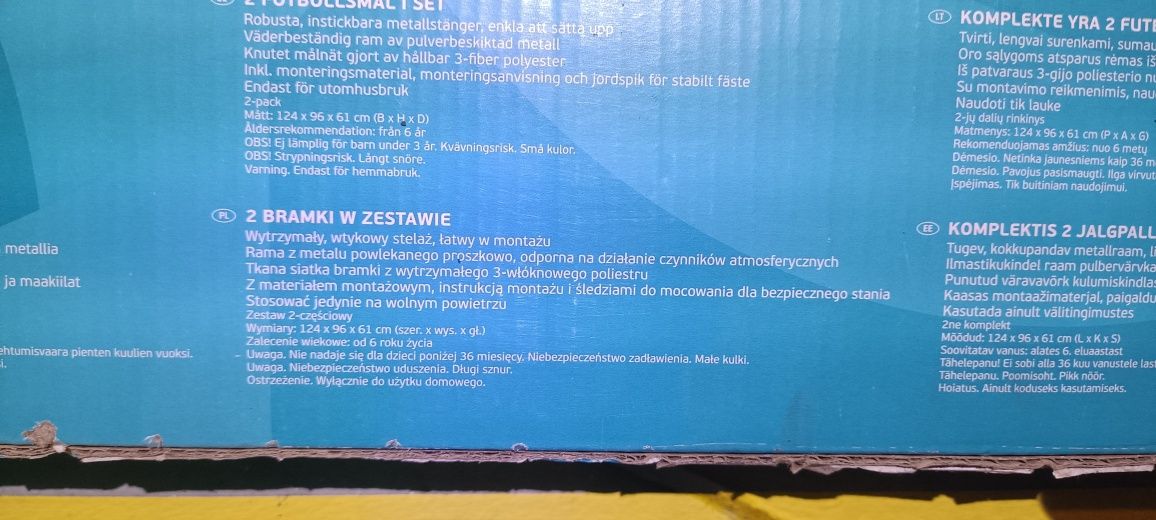 2 FOTBOLLSMÅL I SET
Robusta, instickbara metallstänger, enkla att sätta upp
Väderbeständig ram av pulverbeskiktad metall
Knutet målnät gjort av hållbar 3-fiber polyester
Inkl. monteringsmaterial, monteringsanvisning och jordspik för stabilt fäste
Endast för utomhusbruk
2-pack
Mått: 124 x 96 x 61 cm (B x H x D)
Åldersrekommendation: från 6 år
OBS! Ej lämplig för barn under 3 år. Kvävningsrisk. Små kulor.
OBS! Strypningsrisk. Långt snöre.
Varning. Endast för hemmabruk.
metallia
ja maakiilat
ehtumisvaara pienten kuulien vuoksi.
PL 2 BRAMKI W ZESTAWIE
Wytrzymały, wtykowy stelaż, łatwy w montażu
Rama z metalu powlekanego proszkowo, odporna na działanie czynników atmosferycznych
Tkana siatka bramki z wytrzymałego 3-włóknowego poliestru
Z materiałem montażowym, instrukcją montażu i śledziami do mocowania dla bezpiecznego stania
Stosować jedynie na wolnym powietrzu
Zestaw 2-częściowy
Wymiary: 124 x 96 x 61 cm (szer. x wys. x gł.)
Zalecenie wiekowe: od 6 roku życia
Uwaga. Nie nadaje się dla dzieci poniżej 36 miesięcy. Niebezpieczeństwo zadławienia. Małe kulki.
Uwaga. Niebezpieczeństwo uduszenia. Długi sznur.
Ostrzeżenie. Wyłącznie do użytku domowego.
LT KOMPLEKTE YRA 2 FUTB
Tvirti, lengvai surenkami, sumau
Oro sąlygoms atsparus rėmas iš
Iš patvaraus 3-gijo poliesterio nu
Su montavimo reikmenimis, nau
Naudoti tik lauke
2-jų dalių rinkinys
Matmenys: 124 x 96 x 61 cm (P x A x G)
Rekomenduojamas amžius: nuo 6 metų
Dėmesio. Netinka jaunesniems kaip 36 m
Dėmesio. Pavojus pasismaugti. Ilga virvut
Įspėjimas. Tik buitiniam naudojimui.
EE KOMPLEKTIS 2 JALGPALL
Tugev, kokkupandav metallraam, li
Ilmastikukindel raam pulbervärvka
Punutud väravavõrk kulumiskindlas
Kaasas montaažimaterjal, paigaldu
Kasutada ainult välitingimustes
2ne komplekt
Mõõdud: 124 x 96 x 61 cm (L x K x S)
Soovitatav vanus: alates 6. eluaastast
Tähelepanu! Ei sobi alla 36 kuu vanustele last
Tähelepanu. Poomisoht. Pikk nöör.
Hoiatus. Ainult koduseks kasutamiseks.